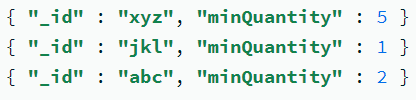 { "_id" : "xyz", "minQuantity" : 5 }
{ "_id" : "jkl", "minQuantity" : 1 }
{ "_id" : "abc", "minQuantity" : 2 }